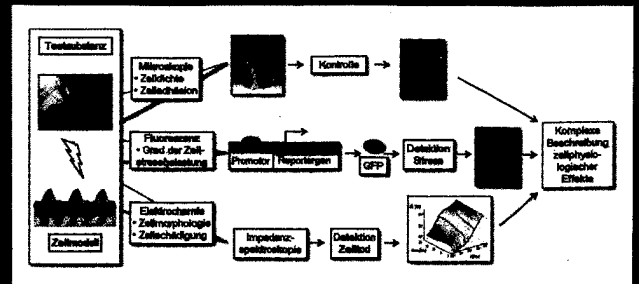 Testsubstanz
Mikroskopie
• Zelldichte
• Zelladhäsion
Kontrolle
Fluoreszenz
• Grad der Zell-
stressbelastung
Promotor
Reportergen
GFP
Detektion
Stress
Komplexe
Beschreibung
zellphysio-
logischer
Effekte
Elektrochemie
• Zellmorphologie
• Zellschädigung
Zellmodell
Impedanz-
spektroskopie
Detektion
Zelltod